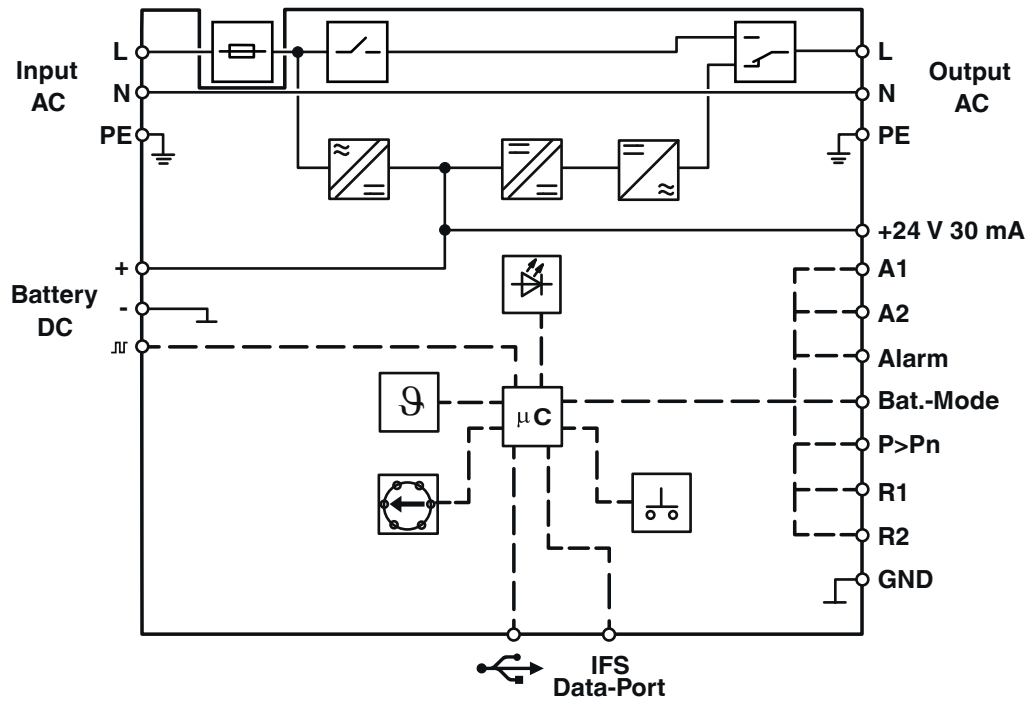 L
Input
AC
N
PE
L
Output
AC
N
PE
+24 V 30 mA
+
Battery
DC
-
A1
A2
Alarm
Bat.-Mode
P>Pn
R1
R2
GND
ϑ
µC
IFS
Data-Port